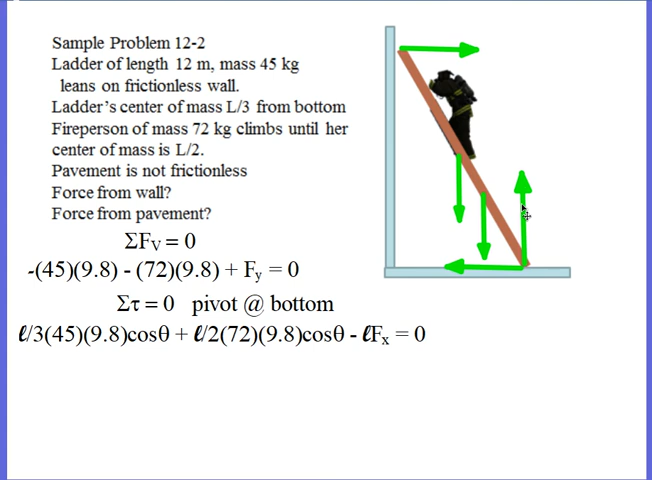 Sample Problem 12-2
Ladder of length 12 m, mass 45 kg
leans on frictionless wall.
Ladder's center of mass L/3 from bottom
Fireperson of mass 72 kg climbs until her
center of mass is L/2.
Pavement is not frictionless
Force from wall?
Force from pavement?
ΣFv = 0
-(45)(9.8) - (72)(9.8) + Fy = 0
Στ = 0 pivot @ bottom
ℓ/3(45)(9.8)cosθ + ℓ/2(72)(9.8)cosθ - ℓFx = 0